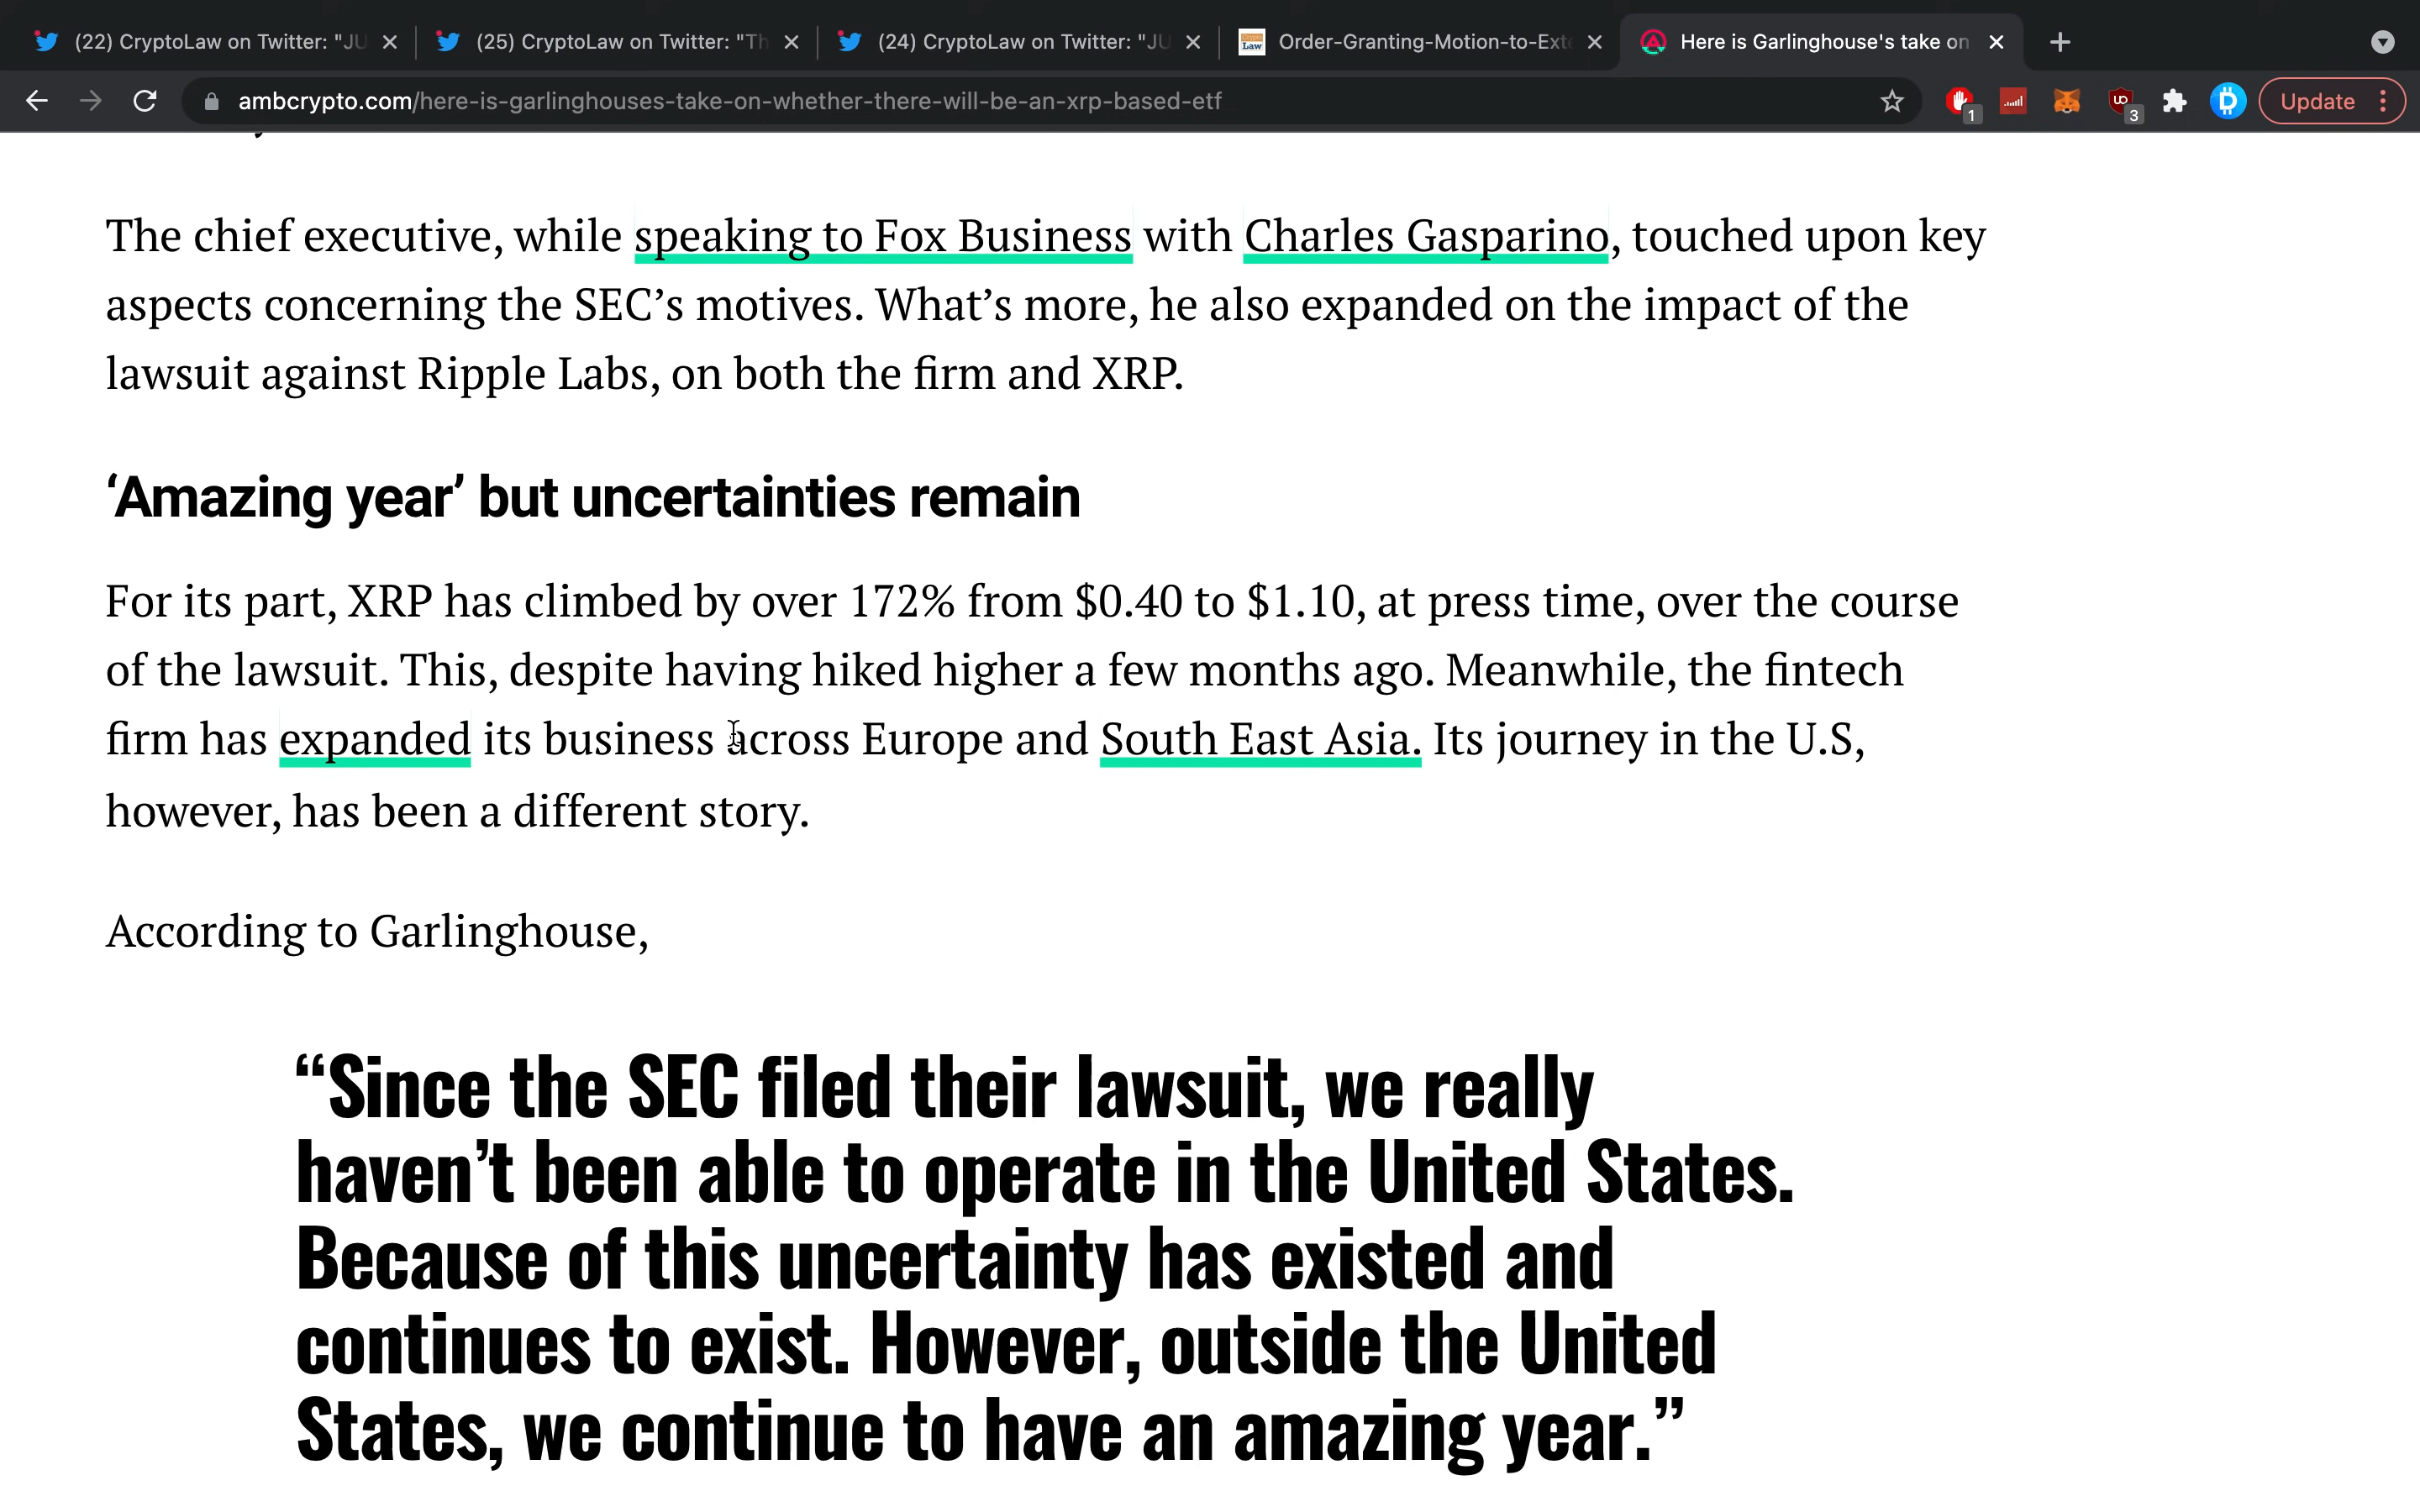 (22) CryptoLaw on Twitter: "JU
(25) CryptoLaw on Twitter: "Th
(24) CryptoLaw on Twitter: "JU
Crypto Law
Order-Granting-Motion-to-Exte
Here is Garlinghouse's take on
ambcrypto.com/here-is-garlinghouses-take-on-whether-there-will-be-an-xrp-based-etf
1
3
Update
The chief executive, while speaking to Fox Business with Charles Gasparino, touched upon key
aspects concerning the SEC’s motives. What’s more, he also expanded on the impact of the
lawsuit against Ripple Labs, on both the firm and XRP.
‘Amazing year’ but uncertainties remain
For its part, XRP has climbed by over 172% from $0.40 to $1.10, at press time, over the course
of the lawsuit. This, despite having hiked higher a few months ago. Meanwhile, the fintech
firm has expanded its business across Europe and South East Asia. Its journey in the U.S,
however, has been a different story.
According to Garlinghouse,
“Since the SEC filed their lawsuit, we really
haven’t been able to operate in the United States.
Because of this uncertainty has existed and
continues to exist. However, outside the United
States, we continue to have an amazing year.”